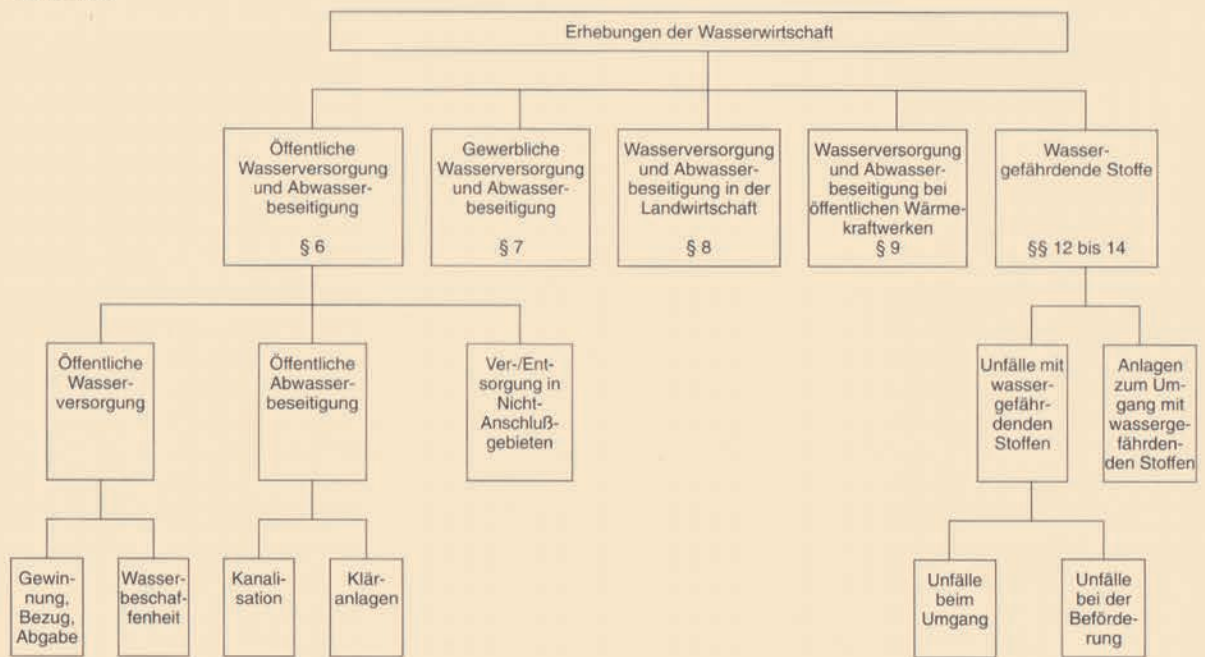 Erhebungen der Wasserwirtschaft
Öffentliche
Wasserversorgung
und Abwasser-
beseitigung
§ 6
Gewerbliche
Wasserversorgung
und Abwasser-
beseitigung
§ 7
Wasserversorgung
und Abwasser-
beseitigung in der
Landwirtschaft
§ 8
Wasserversorgung
und Abwasser-
beseitigung bei
öffentlichen Wärme-
kraftwerken
§ 9
Wasser-
gefährdende Stoffe
§§ 12 bis 14
Öffentliche
Wasser-
versorgung
Öffentliche
Abwasser-
beseitigung
Ver-/Ent-
sorgung in
Nicht-
Anschluß-
gebieten
Unfälle mit
wasser-
gefähr-
denden
Stoffen
Anlagen
zum Um-
gang mit
wasserge-
fährden-
den Stoffen
Gewin-
nung,
Bezug,
Abgabe
Wasser-
beschaf-
fenheit
Kanali-
sation
Klär-
anlagen
Unfälle
beim
Umgang
Unfälle
bei der
Beförde-
rung